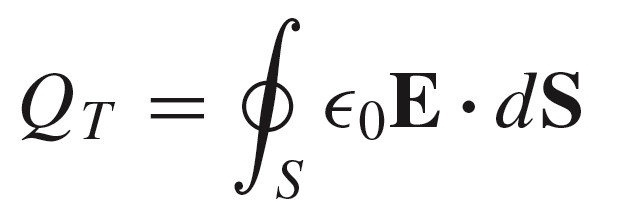 Q_T = ∮_S ϵ₀E · dS